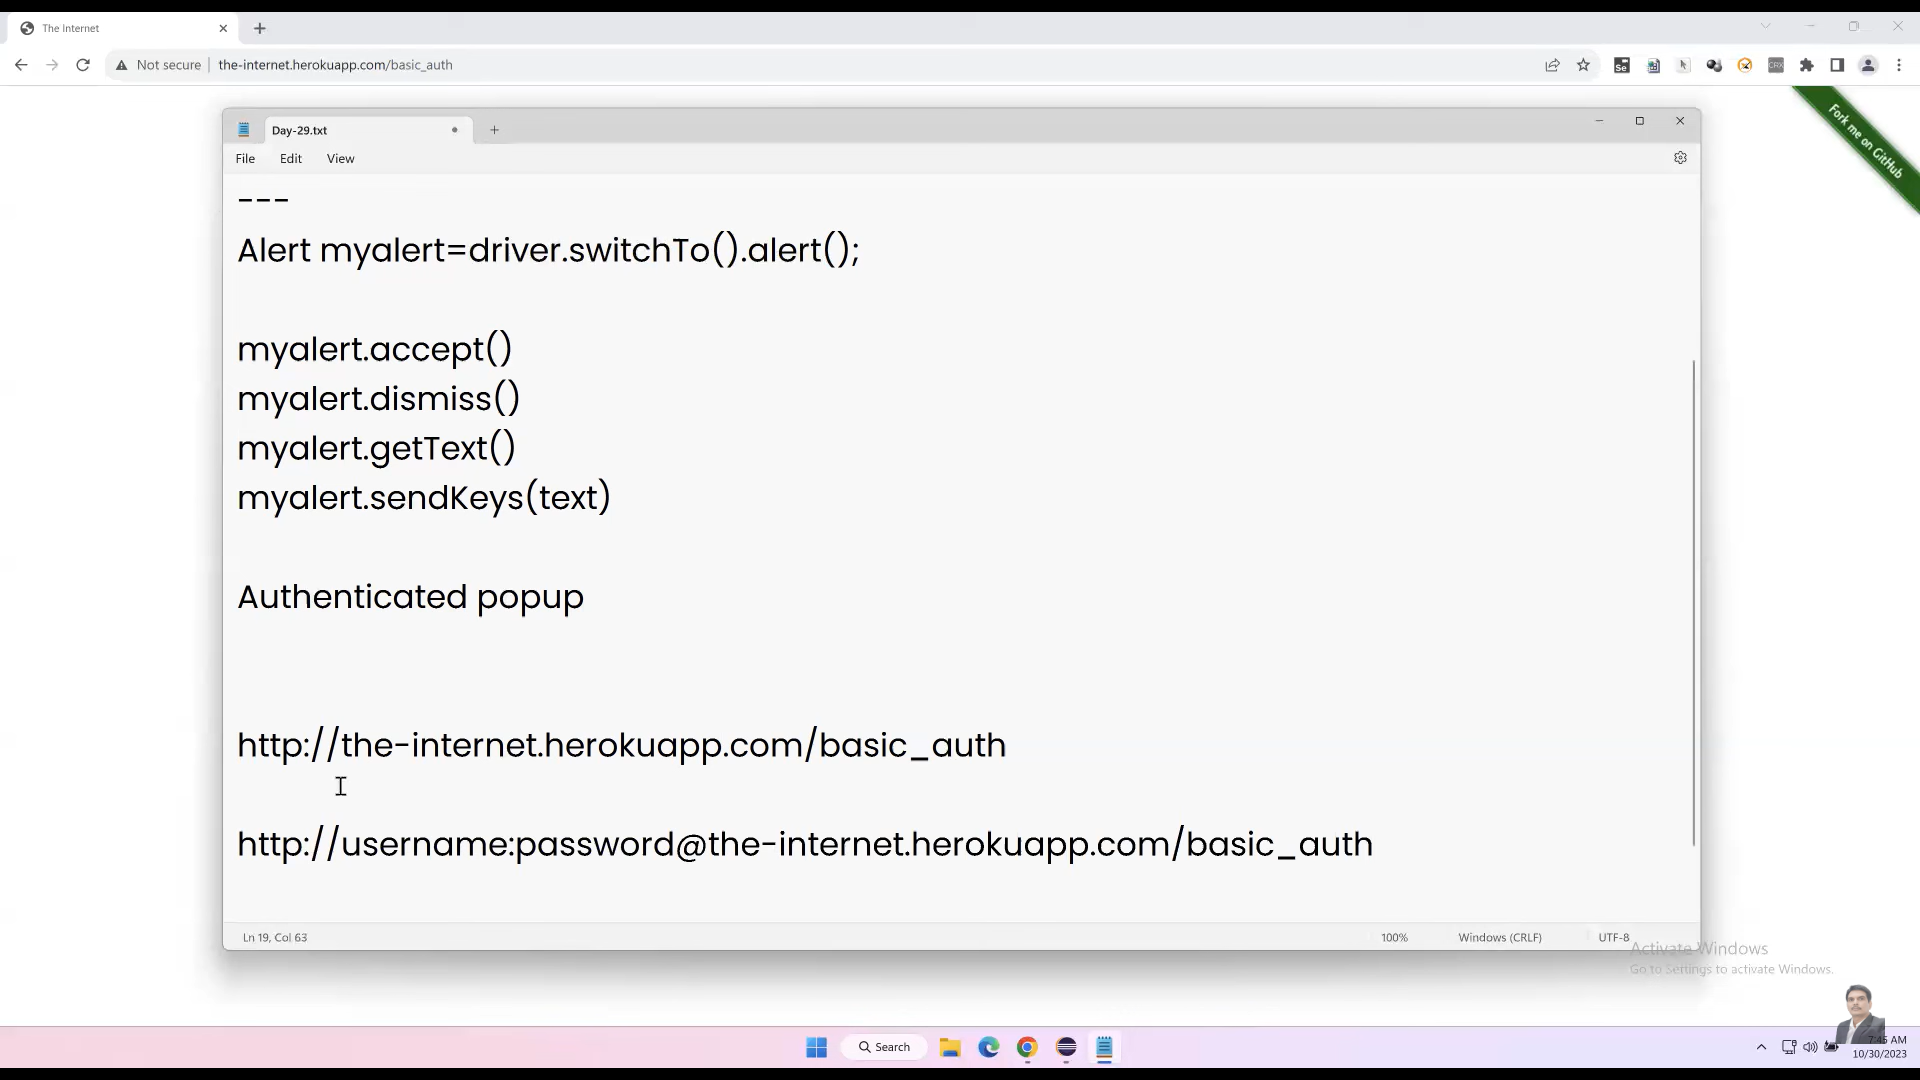 The Internet
Not secure
the-internet.herokuapp.com/basic_auth
Fork me on GitHub
Day-29.txt
File Edit View
---
Alert myalert=driver.switchTo().alert();
myalert.accept()
myalert.dismiss()
myalert.getText()
myalert.sendKeys(text)
Authenticated popup
http://the-internet.herokuapp.com/basic_auth
http://username:password@the-internet.herokuapp.com/basic_auth
Ln 19, Col 63
100%
Windows (CRLF)
UTF-8
Activate Windows
Go to Settings to activate Windows.
Search
7:45 AM
10/30/2023